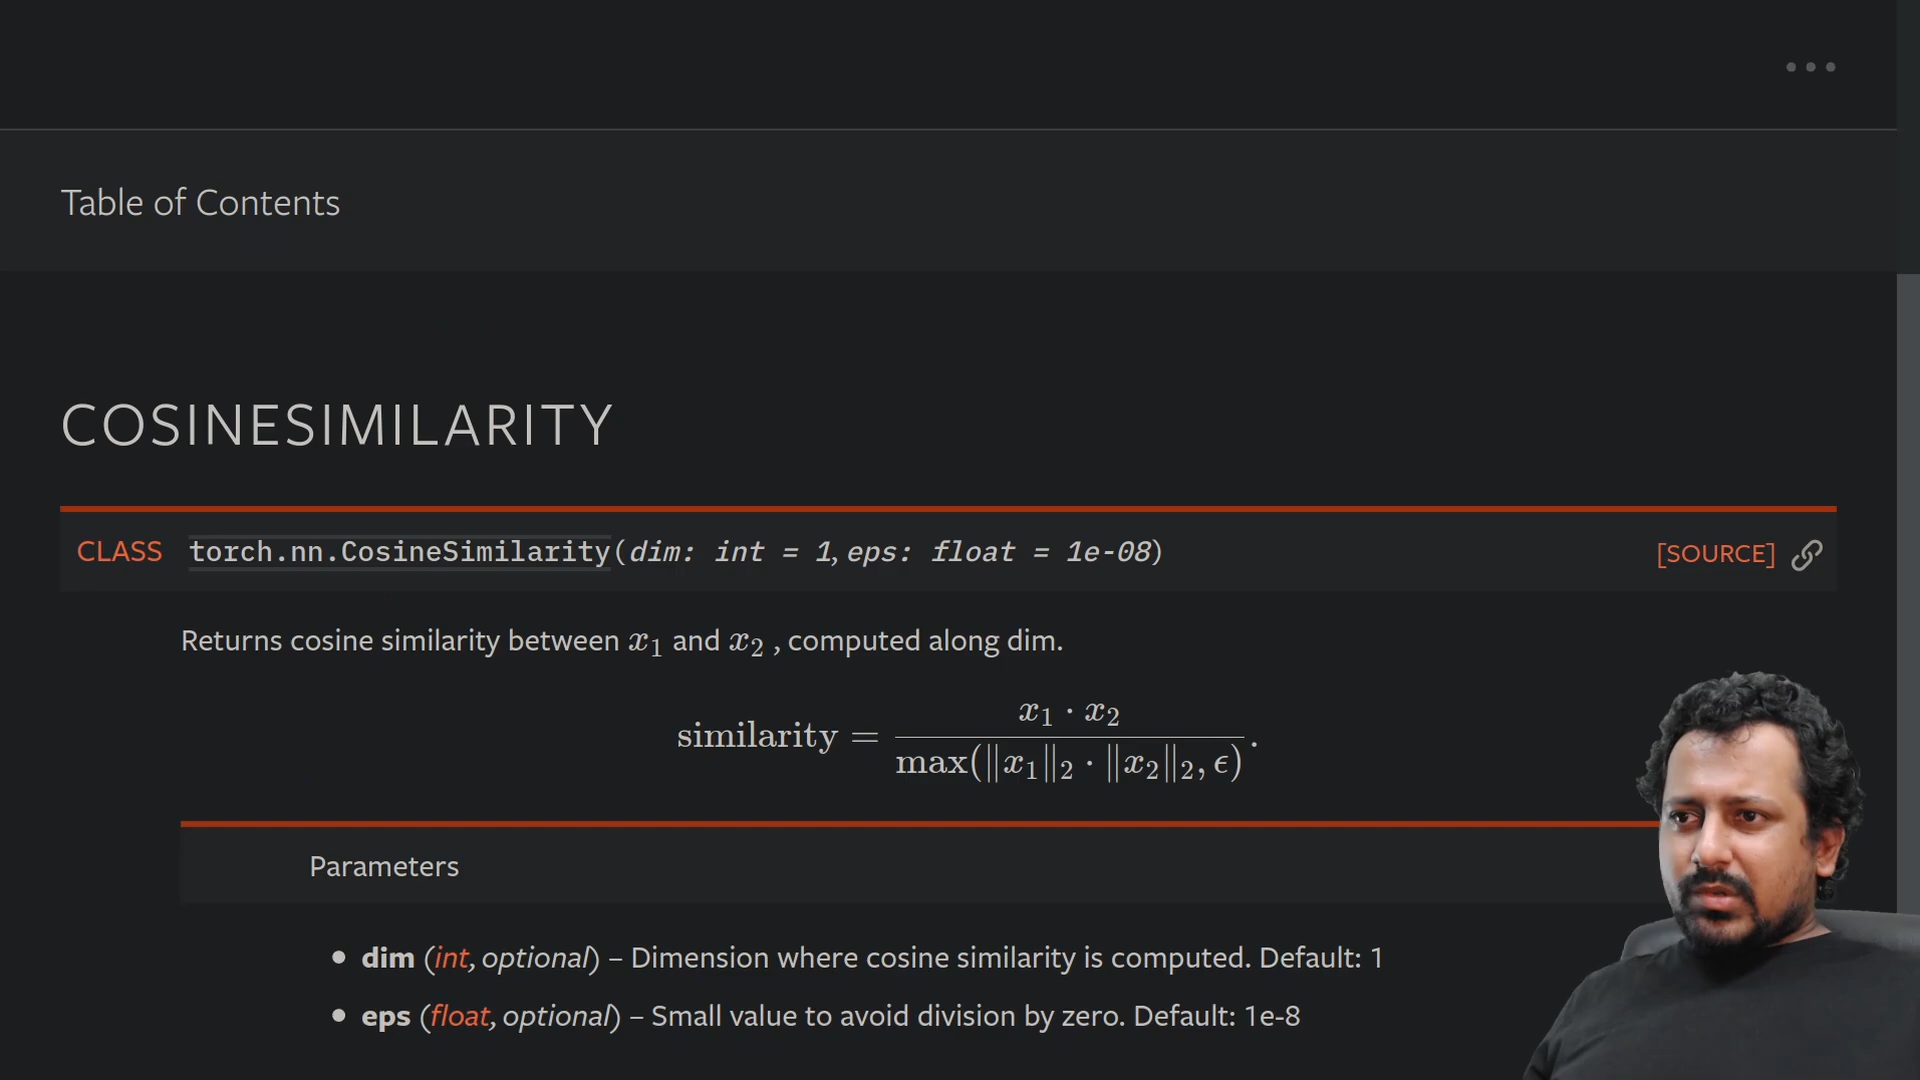 Table of Contents
COSINESIMILARITY
CLASS torch.nn.CosineSimilarity(dim: int = 1, eps: float = 1e-08) [SOURCE]
Returns cosine similarity between x₁ and x₂ , computed along dim.
similarity = x₁ · x₂ / max(‖x₁‖₂ · ‖x₂‖₂, ϵ).
Parameters
• dim (int, optional) – Dimension where cosine similarity is computed. Default: 1
• eps (float, optional) – Small value to avoid division by zero. Default: 1e-8